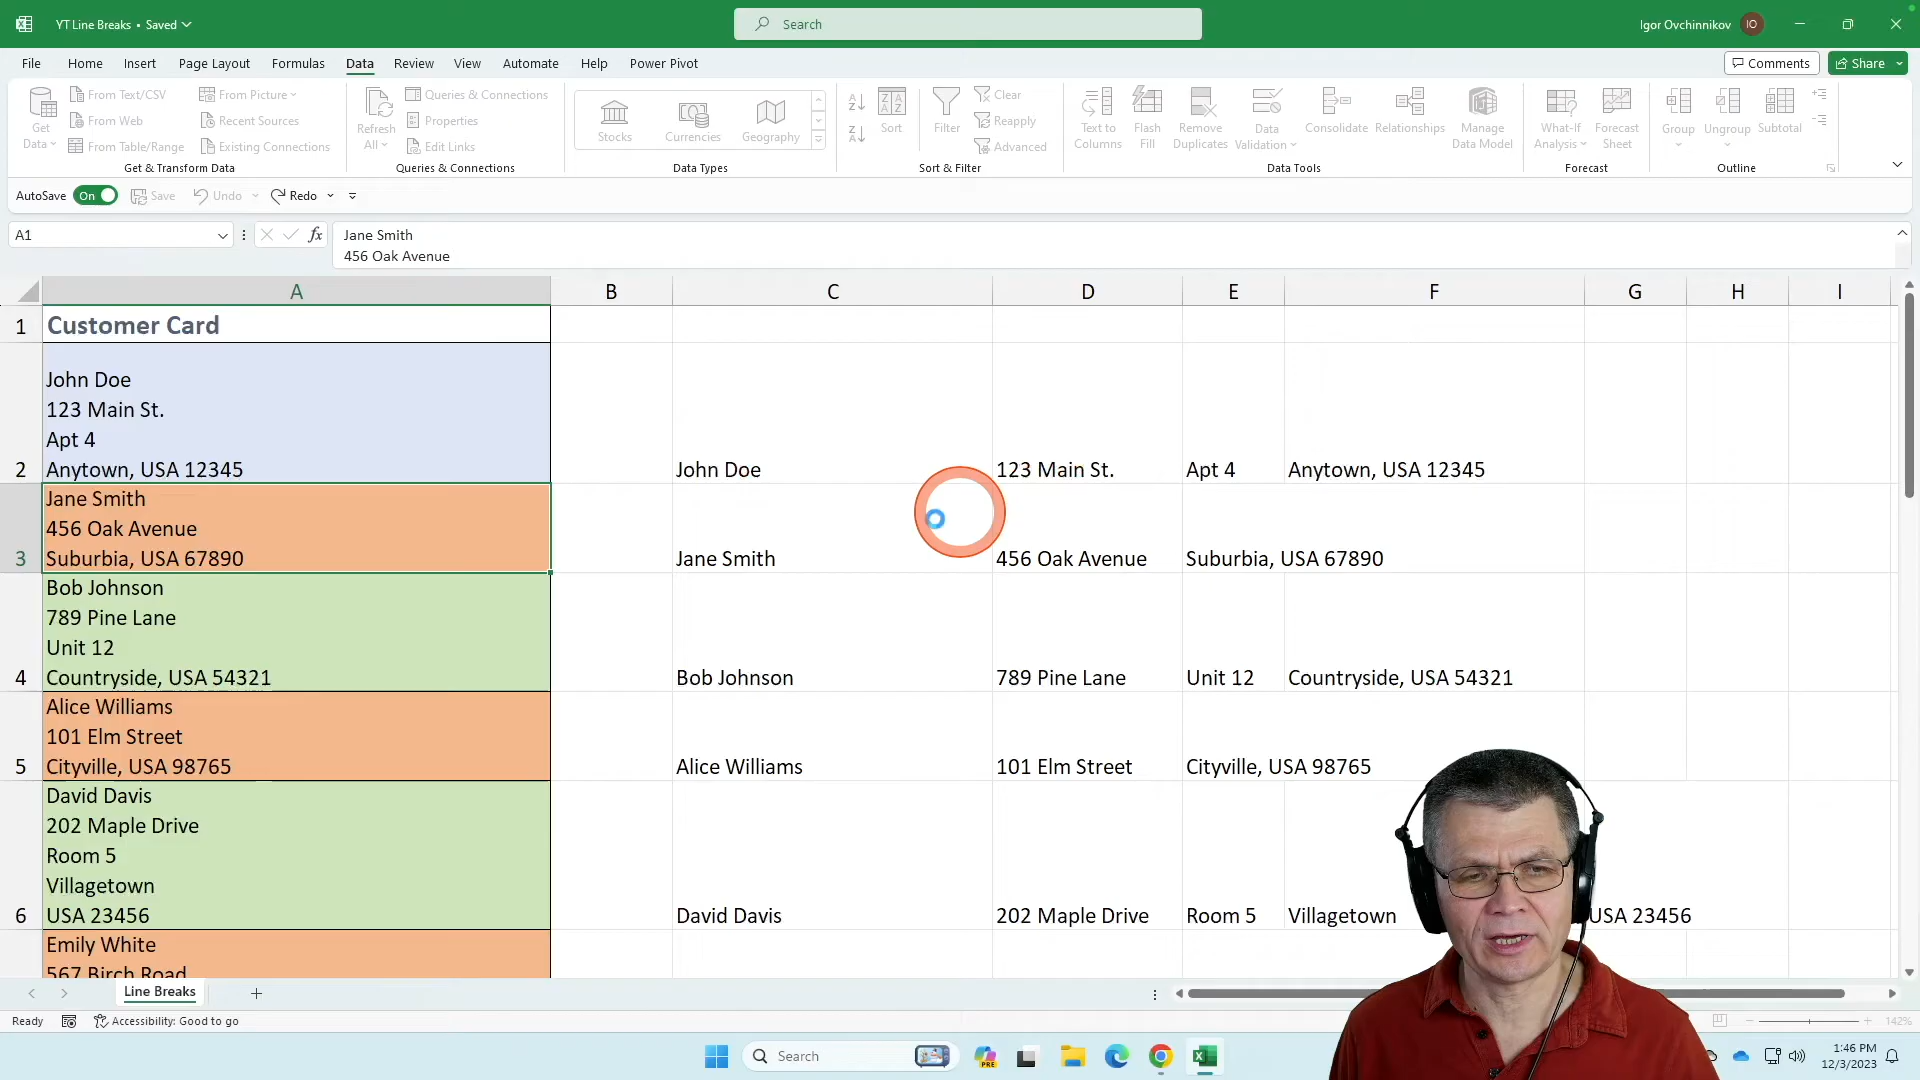 YT Line Breaks • Saved
Search
Igor Ovchinnikov
IO
File
Home
Insert
Page Layout
Formulas
Data
Review
View
Automate
Help
Power Pivot
Comments
Share
Get Data
From Text/CSV
From Web
From Table/Range
From Picture
Recent Sources
Existing Connections
Get & Transform Data
Refresh All
Queries & Connections
Properties
Edit Links
Queries & Connections
Stocks
Currencies
Geography
Data Types
Sort
Filter
Clear
Reapply
Advanced
Sort & Filter
Text to Columns
Flash Fill
Remove Duplicates
Data Validation
Consolidate
Relationships
Manage Data Model
Data Tools
What-If Analysis
Forecast Sheet
Forecast
Group
Ungroup
Subtotal
Outline
AutoSave
On
Save
Undo
Redo
A1
fx
Jane Smith
456 Oak Avenue
A B C D E F G H I
1
Customer Card
John Doe
123 Main St.
Apt 4
2
Anytown, USA 12345
John Doe
123 Main St.
Apt 4
Anytown, USA 12345
Jane Smith
456 Oak Avenue
3
Suburbia, USA 67890
Jane Smith
456 Oak Avenue
Suburbia, USA 67890
Bob Johnson
789 Pine Lane
Unit 12
4
Countryside, USA 54321
Bob Johnson
789 Pine Lane
Unit 12
Countryside, USA 54321
Alice Williams
101 Elm Street
5
Cityville, USA 98765
Alice Williams
101 Elm Street
Cityville, USA 98765
David Davis
202 Maple Drive
Room 5
Villagetown
6
USA 23456
David Davis
202 Maple Drive
Room 5
Villagetown
USA 23456
Emily White
567 Birch Road
Line Breaks
Ready
Accessibility: Good to go
142%
Search
PRE
1:46 PM
12/3/2023